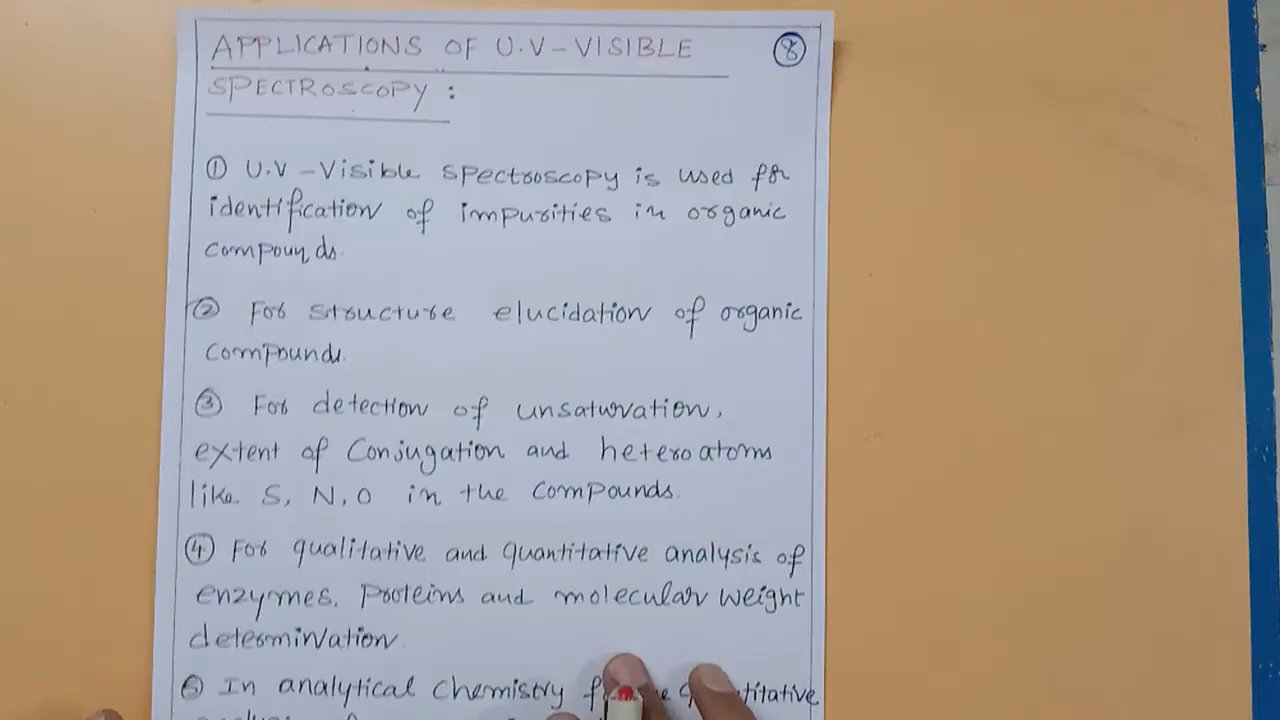 APPLICATIONS OF U.V-VISIBLE
8
SPECTROSCOPY :
① U.V-Visible spectroscopy is used for
identification of impurities in organic
compounds.
② For structure elucidation of organic
compounds.
③ For detection of unsaturation,
extent of conjugation and heteroatoms
like S, N, O in the compounds.
④ For qualitative and quantitative analysis of
enzymes, Proteins and molecular weight
determination.
⑤ In analytical chemistry